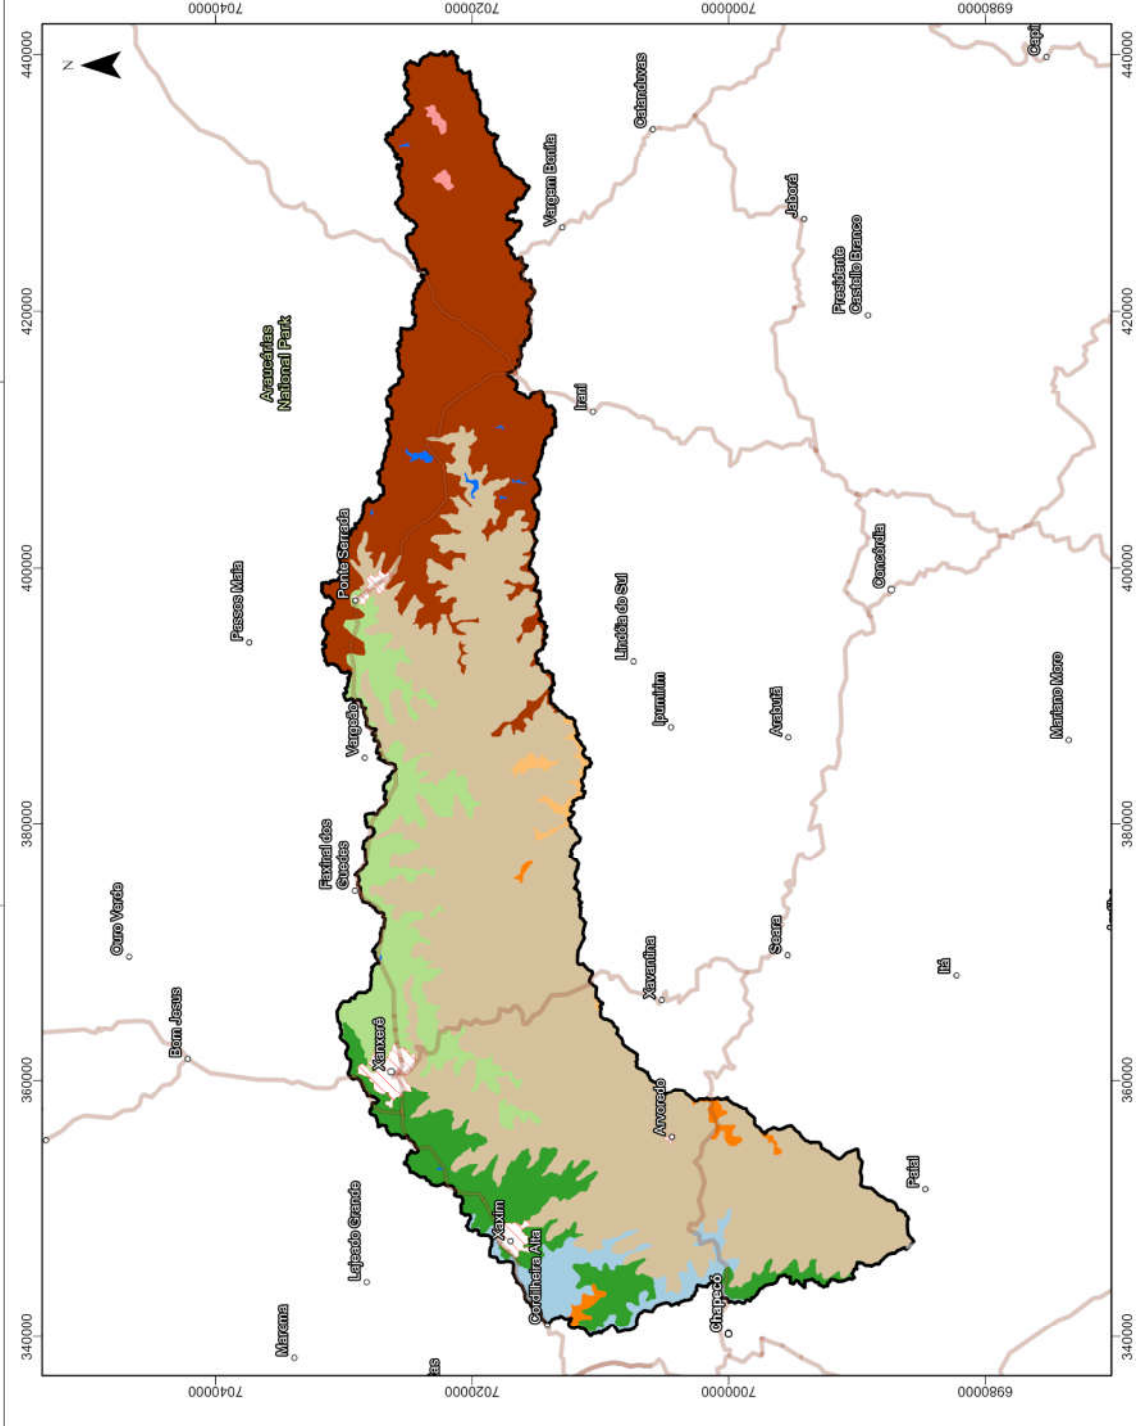 7040000
7020000
7000000
6980000
440000
440000
N
Capi
Catanduvas
Vargem Bonita
Jaborá
Presidente
Castello Branco
420000
420000
Araucárias
National Park
Irani
Ponte Serrada
Passos Maia
400000
400000
Concórdia
Lindóia do Sul
Ipumirim
Arabutã
Mariano Moro
Vargeão
380000
380000
Faxinal dos
Guedes
Ouro Verde
Xavantina
Seara
Itá
Bom Jesus
Xanxerê
360000
360000
Arvoredo
Paial
Xaxim
Lajeado Grande
Cordilheira Alta
Chapecó
Marema
340000
340000
tas
7040000
7020000
7000000
6980000